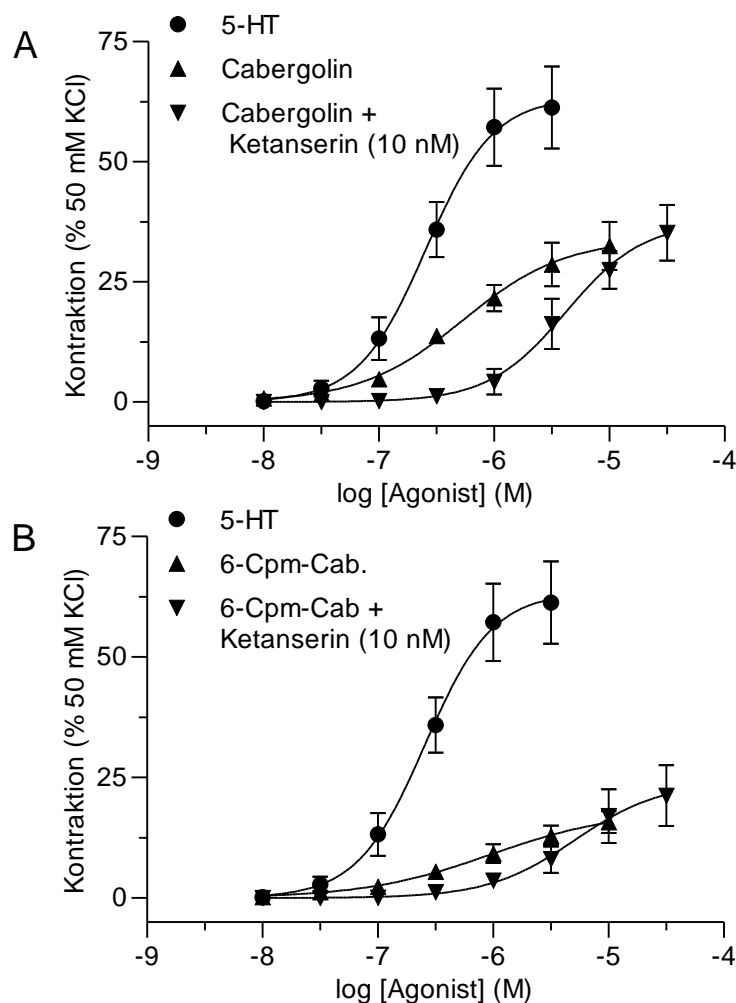 A
5-HT
Cabergolin
Cabergolin +
Ketanserin (10 nM)
Kontraktion (% 50 mM KCl)
75
50
25
0
-9 -8 -7 -6 -5 -4
log [Agonist] (M)
B
5-HT
6-Cpm-Cab.
6-Cpm-Cab +
Ketanserin (10 nM)
Kontraktion (% 50 mM KCl)
75
50
25
0
-9 -8 -7 -6 -5 -4
log [Agonist] (M)